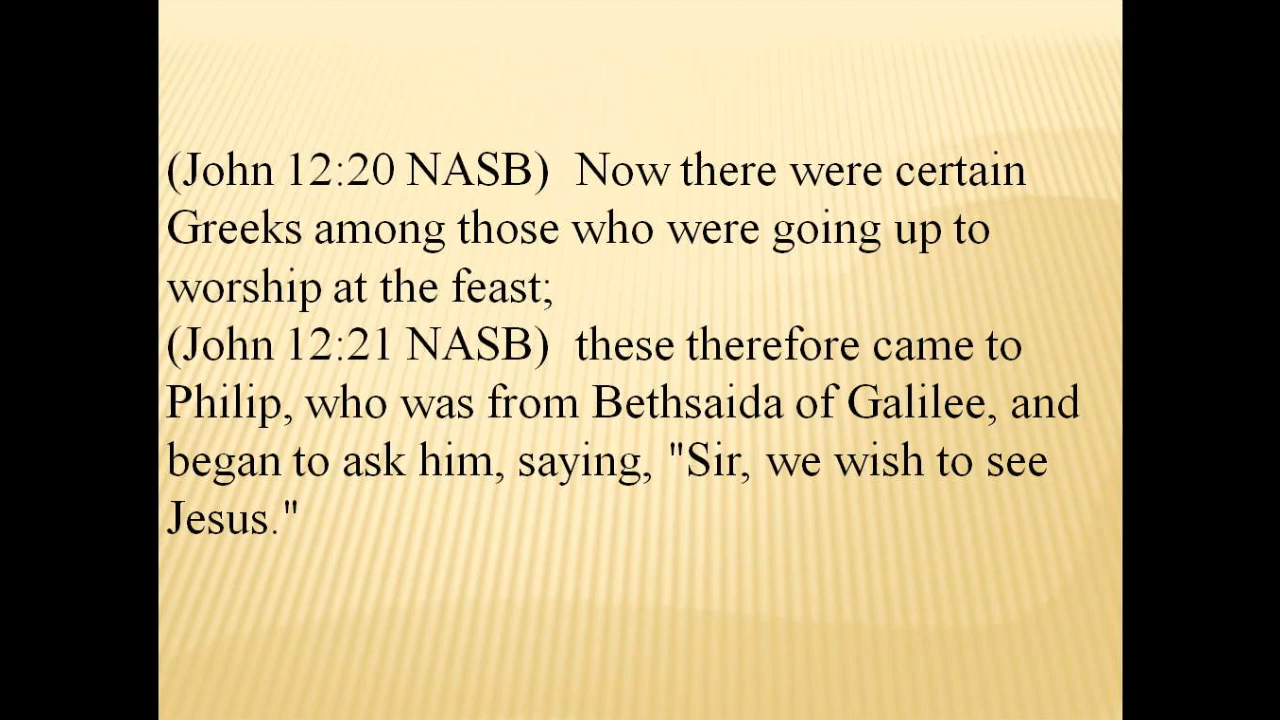 (John 12:20 NASB)  Now there were certain
Greeks among those who were going up to
worship at the feast;
(John 12:21 NASB)  these therefore came to
Philip, who was from Bethsaida of Galilee, and
began to ask him, saying, "Sir, we wish to see
Jesus."